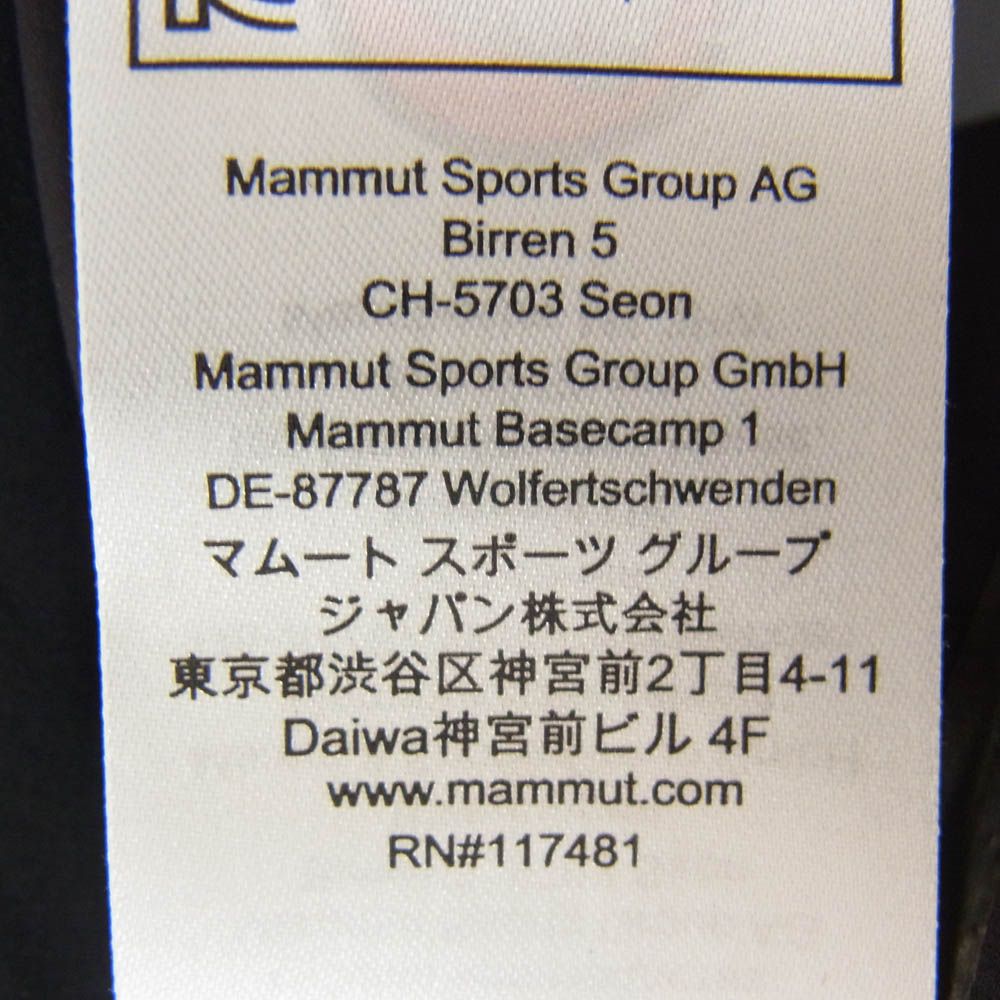 Mammut Sports Group AG
Birren 5
CH-5703 Seon
Mammut Sports Group GmbH
Mammut Basecamp 1
DE-87787 Wolfertschwenden
マムート スポーツ グループ
ジャパン株式会社
東京都渋谷区神宮前2丁目4-11
Daiwa神宮前ビル 4F
www.mammut.com
RN#117481